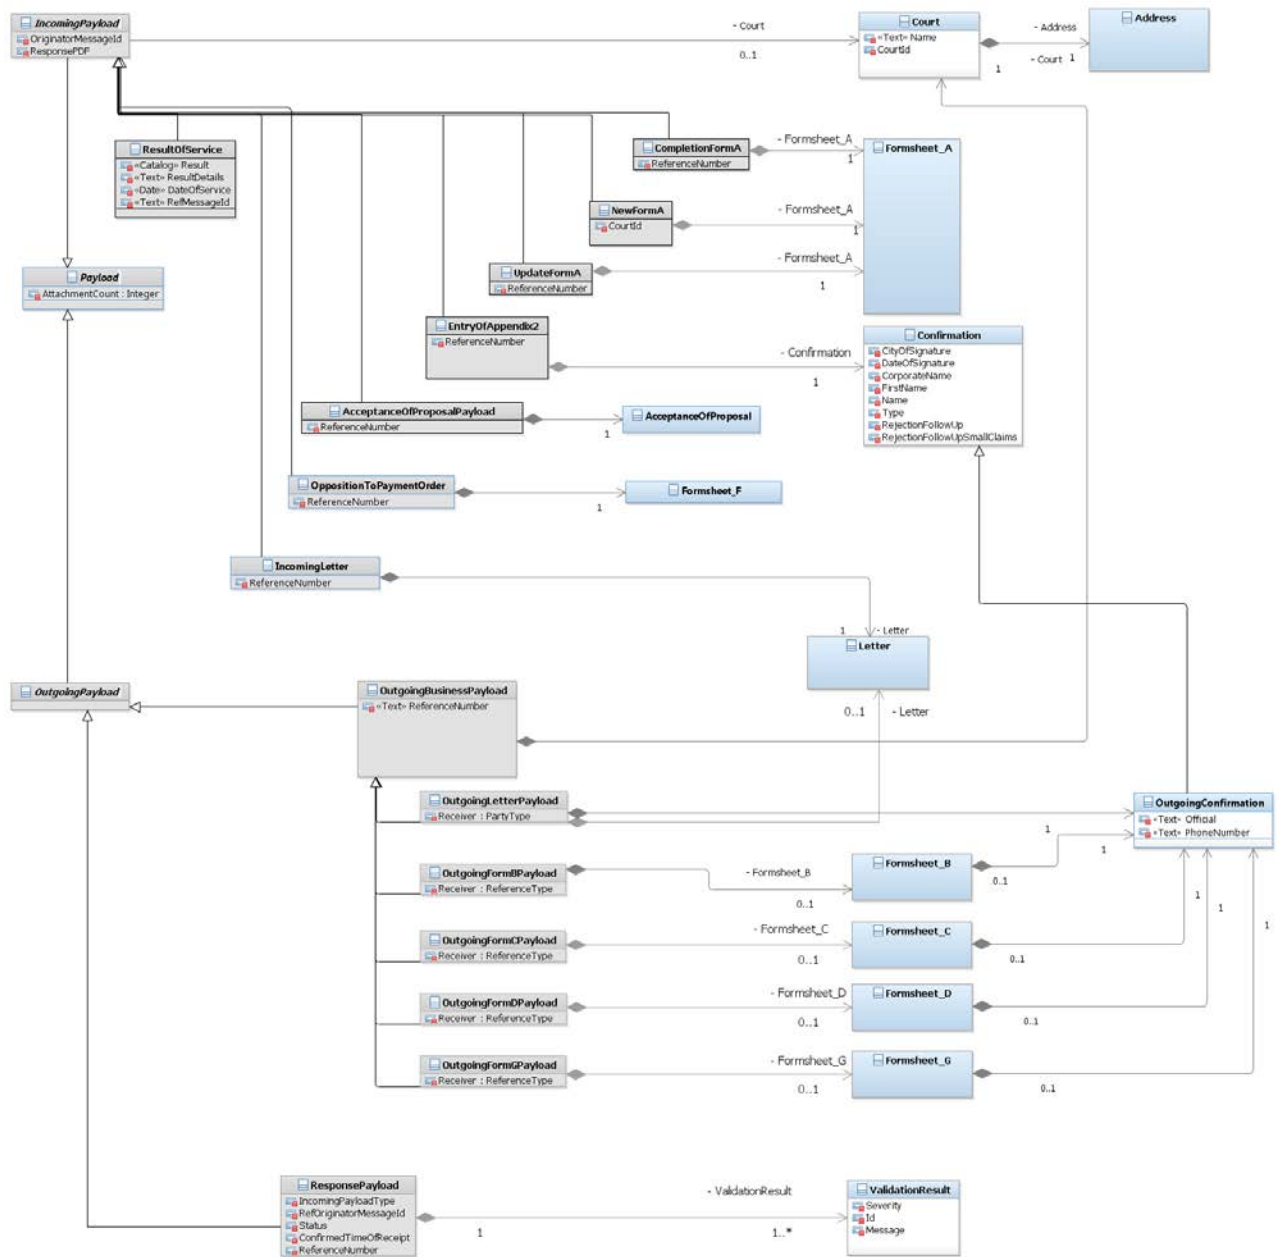 IncomingPayload
OriginatorMessageId
ResponsePDF
- Court
0..1
Court
«Text» Name
CourtId
- Address
1
- Court
1
Address
ResultOfService
«Catalog» Result
«Text» ResultDetails
«Date» DateOfService
«Text» RefMessageId
CompletionFormA
ReferenceNumber
- Formsheet_A
1
Formsheet_A
NewFormA
CourtId
- Formsheet_A
1
UpdateFormA
ReferenceNumber
- Formsheet_A
1
Payload
AttachmentCount : Integer
EntryOfAppendix2
ReferenceNumber
- Confirmation
1
Confirmation
CityOfSignature
DateOfSignature
CorporateName
FirstName
Name
Type
RejectionFollowUp
RejectionFollowUpSmallClaims
AcceptanceOfProposalPayload
ReferenceNumber
1
AcceptanceOfProposal
OppositionToPaymentOrder
ReferenceNumber
1
Formsheet_F
IncomingLetter
ReferenceNumber
1
- Letter
Letter
0..1
- Letter
OutgoingPayload
OutgoingBusinessPayload
«Text» ReferenceNumber
OutgoingLetterPayload
Receiver : PartyType
1
OutgoingConfirmation
«Text» Official
«Text» PhoneNumber
OutgoingFormBPayload
Receiver : ReferenceType
- Formsheet_B
0..1
Formsheet_B
0..1
1
OutgoingFormCPayload
Receiver : ReferenceType
- Formsheet_C
0..1
Formsheet_C
0..1
1
OutgoingFormDPayload
Receiver : ReferenceType
- Formsheet_D
0..1
Formsheet_D
0..1
1
OutgoingFormGPayload
Receiver : ReferenceType
- Formsheet_G
0..1
Formsheet_G
0..1
1
ResponsePayload
IncomingPayloadType
RefOriginatorMessageId
Status
ConfirmedTimeOfReceipt
ReferenceNumber
1
- ValidationResult
1..*
ValidationResult
Severity
Id
Message